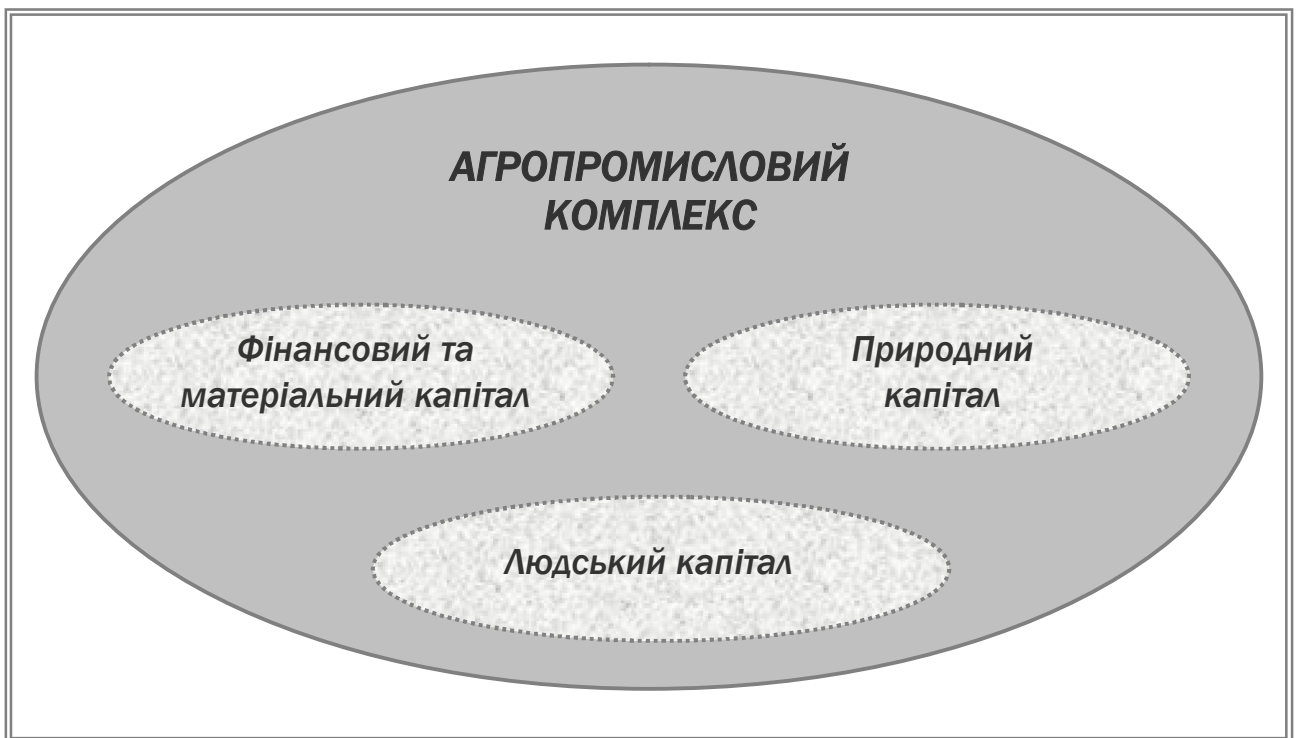 АГРОПРОМИСЛОВИЙ
КОМПЛЕКС
Фінансовий та
матеріальний капітал
Природний
капітал
Людський капітал